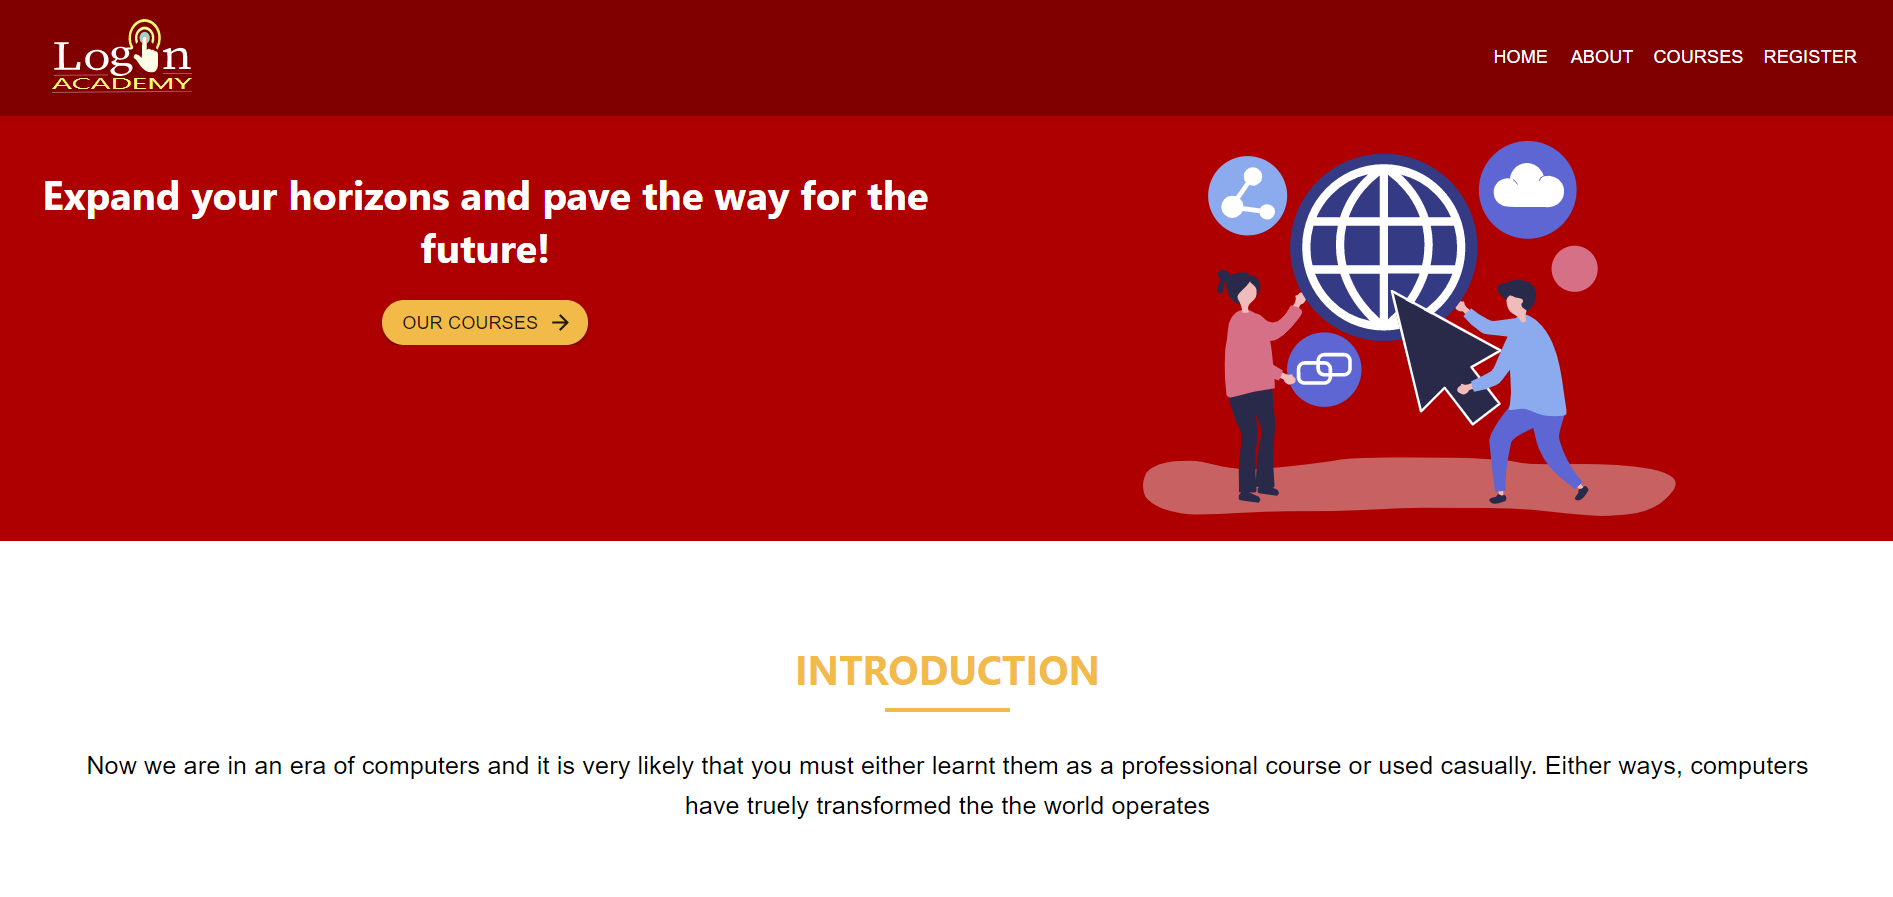 Login
ACADEMY
HOME ABOUT COURSES REGISTER
Expand your horizons and pave the way for the
future!
OUR COURSES
INTRODUCTION
Now we are in an era of computers and it is very likely that you must either learnt them as a professional course or used casually. Either ways, computers
have truely transformed the the world operates